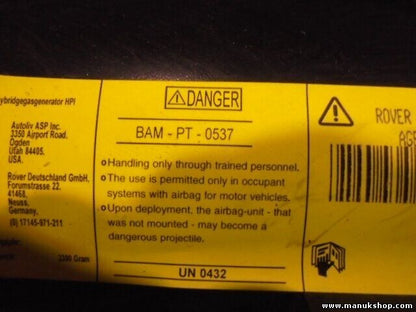 ybridgegasgenerator HPI
Autoliv ASP Inc.
3350 Airport Road.
Ogden
Utah 84405.
USA.
Rover Deutschland GmbH.
Forumstrasse 22.
41468,
Neuss.
Germany.
(0) 17145-971-211
3390 Gram
DANGER
BAM - PT - 0537
Handling only through trained personnel.
The use is permitted only in occupant
systems with airbag for motor vehicles.
Upon deployment, the airbag-unit - that
was not mounted - may become a
dangerous projectile.
UN 0432
ROVER
www.manukshop.com